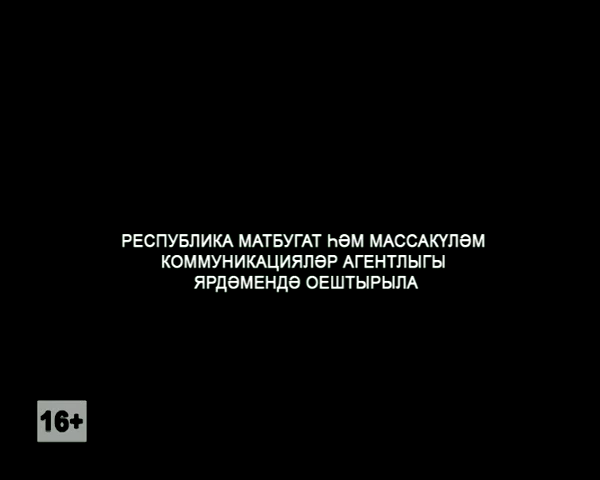 РЕСПУБЛИКА МАТБУГАТ ҺӘМ МАССАКҮЛӘМ
КОММУНИКАЦИЯЛӘР АГЕНТЛЫГЫ
ЯРДӘМЕНДӘ ОЕШТЫРЫЛА
16+